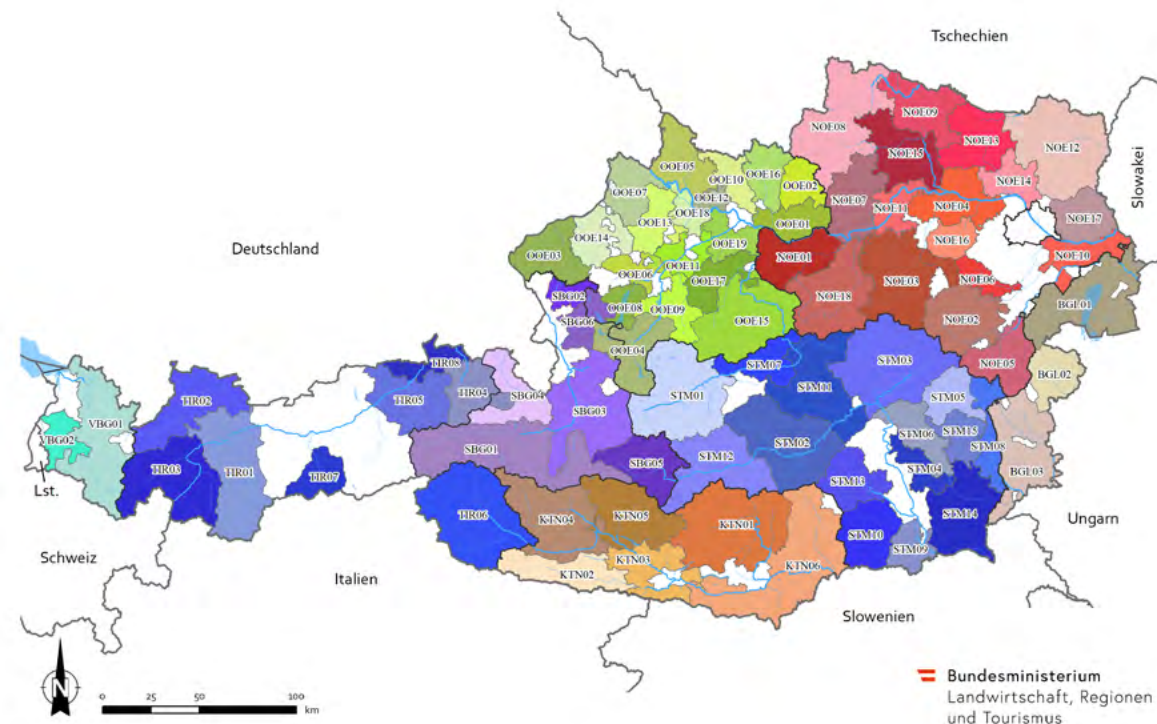 Tschechien
NOE09
NOE08
NOE13
NOE12
NOE15
Slowakei
OOE05
OOE10
OOE16
OOE02
NOE14
OOE07
OOE12
NOE07
NOE11
NOE04
NOE17
OOE13
OOE18
OOE01
OOE14
OOE19
NOE16
Deutschland
OOE03
OOE06
OOE11
NOE01
NOE10
OOE17
NOE03
NOE06
SBG02
NOE18
BGL01
OOE08
OOE09
OOE15
NOE02
SBG06
OOE04
STM07
STM03
NOE05
TIR08
BGL02
STM11
TIR02
TIR05
TIR04
SBG04
STM01
STM05
SBG03
VBG01
VBG02
STM06
STM15
STM02
STM08
SBG01
STM12
SBG05
STM04
BGL03
TIR03
TIR01
TIR07
STM13
Lst.
STM14
TIR06
KTN04
KTN05
KTN01
Ungarn
STM10
Schweiz
STM09
KTN03
KTN06
Italien
KTN02
Slowenien
N
0 25 50 100
km
Bundesministerium
Landwirtschaft, Regionen
und Tourismus